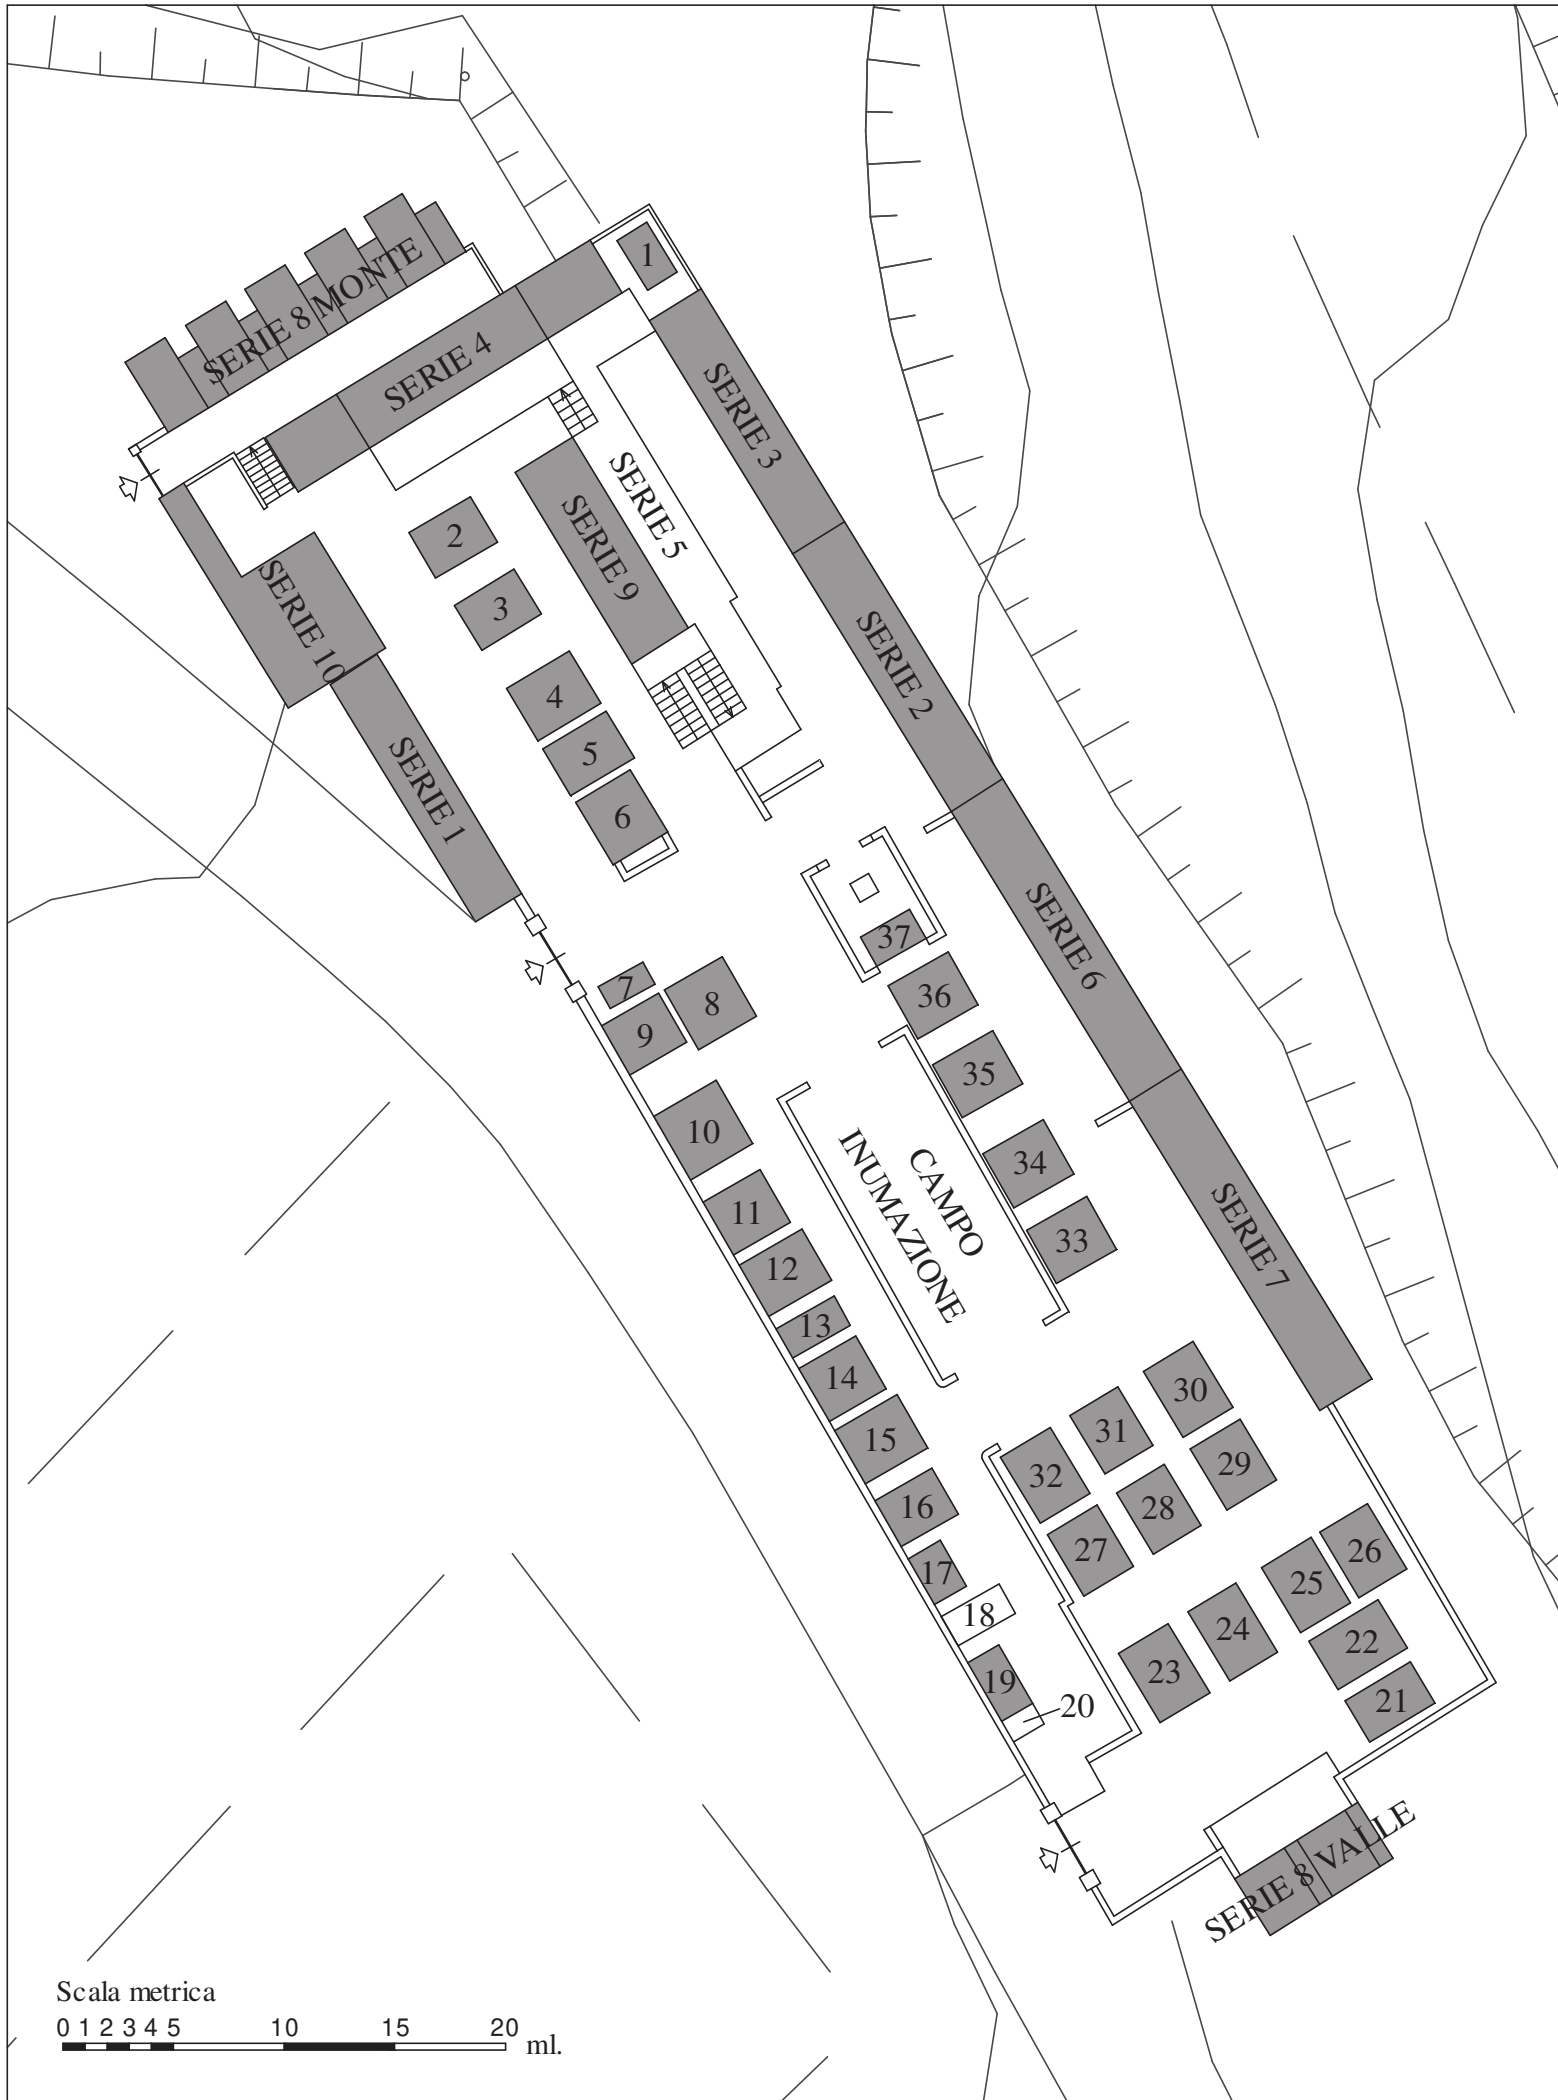 1
SERIE 8 MONTE
SERIE 4
SERIE 3
SERIE 5
SERIE 9
2
3
SERIE 10
4
5
6
SERIE 2
SERIE 1
37
SERIE 6
7
8
9
36
35
10
34
11
33
CAMPO
INUMAZIONE
SERIE 7
12
13
14
30
31
15
32
29
16
28
27
17
26
25
18
24
22
23
19
20
21
SERIE 8 VALLE
Scala metrica
0 1 2 3 4 5 10 15 20 ml.